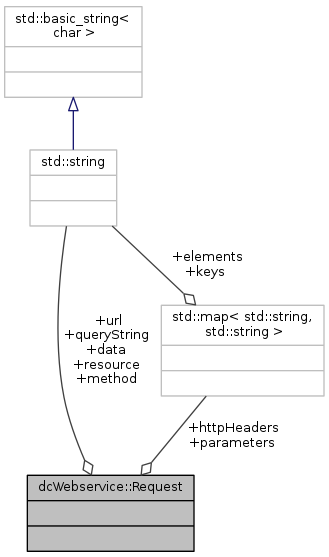 std::basic_string<
char >
std::string
+elements
+keys
std::map< std::string,
std::string >
+url
+queryString
+data
+resource
+method
+httpHeaders
+parameters
dcWebservice::Request